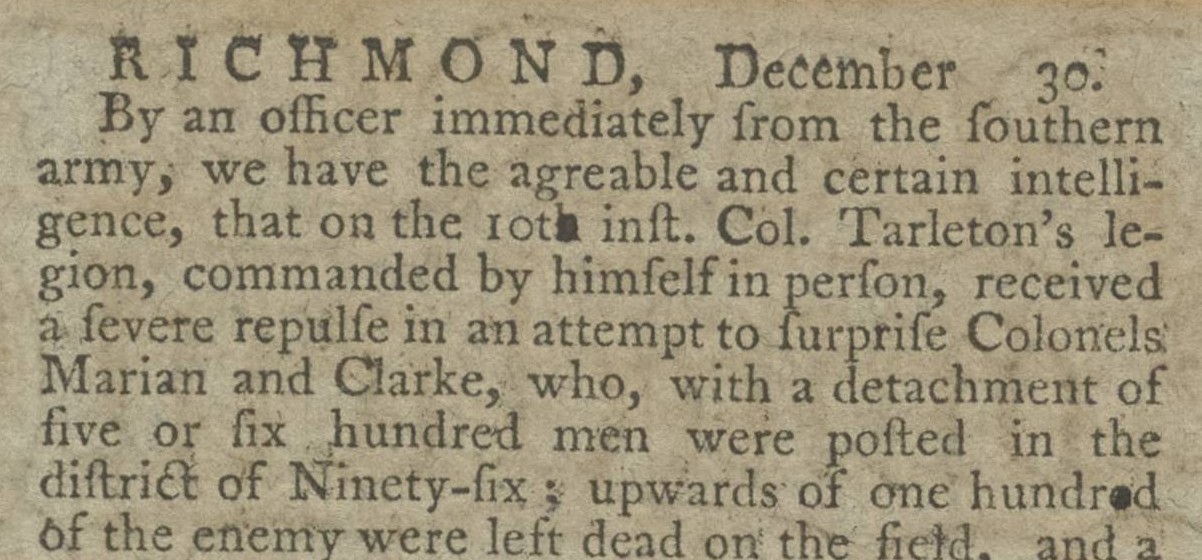 RICHMOND, December 30.
By an officer immediately from the ſouthern
army, we have the agreable and certain intelli-
gence, that on the 10th inſt. Col. Tarleton's le-
gion, commanded by himſelf in perſon, received
a ſevere repulſe in an attempt to ſurpriſe Colonels
Marian and Clarke, who, with a detachment of
five or ſix hundred men were poſted in the
diſtrict of Ninety-ſix; upwards of one hundred
of the enemy were left dead on the field, and a